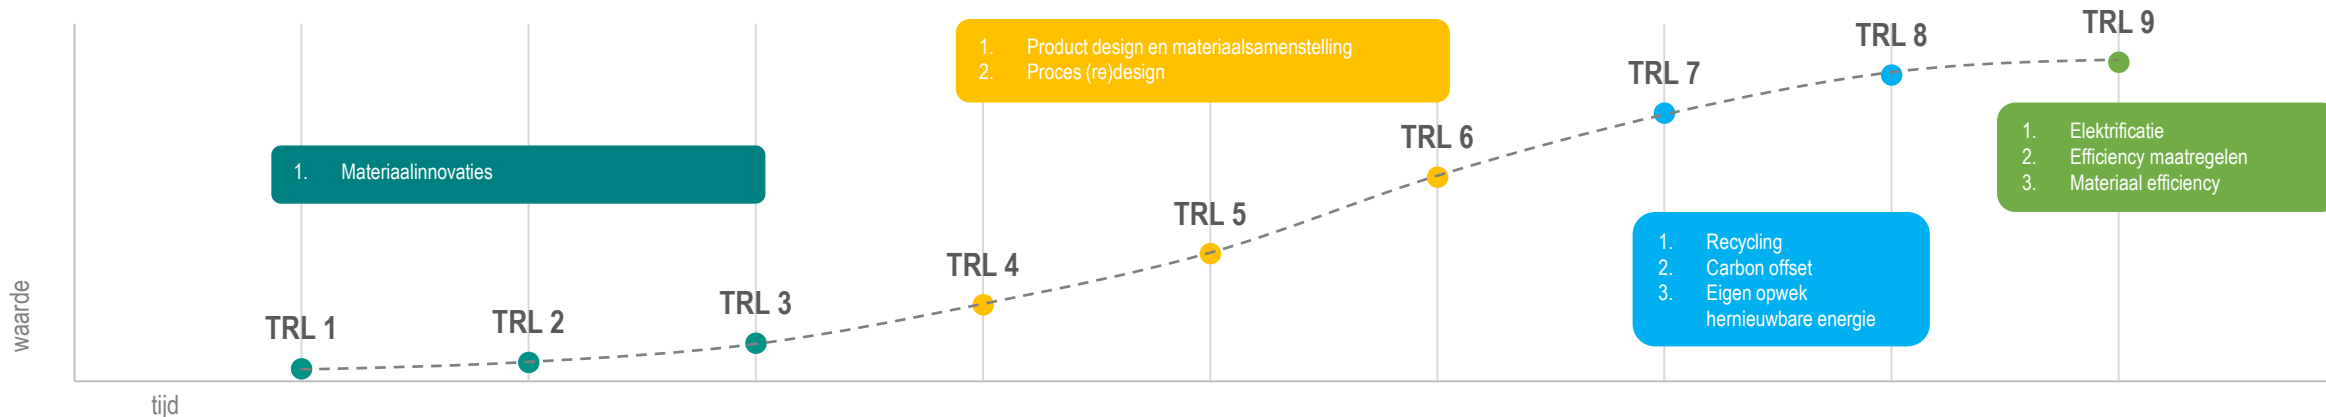 TRL 1
TRL 2
TRL 3
TRL 4
TRL 5
TRL 6
TRL 7
TRL 8
TRL 9
1. Materiaalinnovaties
1. Product design en materiaalsamenstelling
2. Proces (re)design
1. Recycling
2. Carbon offset
3. Eigen opwek
hernieuwbare energie
1. Elektrificatie
2. Efficiency maatregelen
3. Materiaal efficiency
waarde
tijd